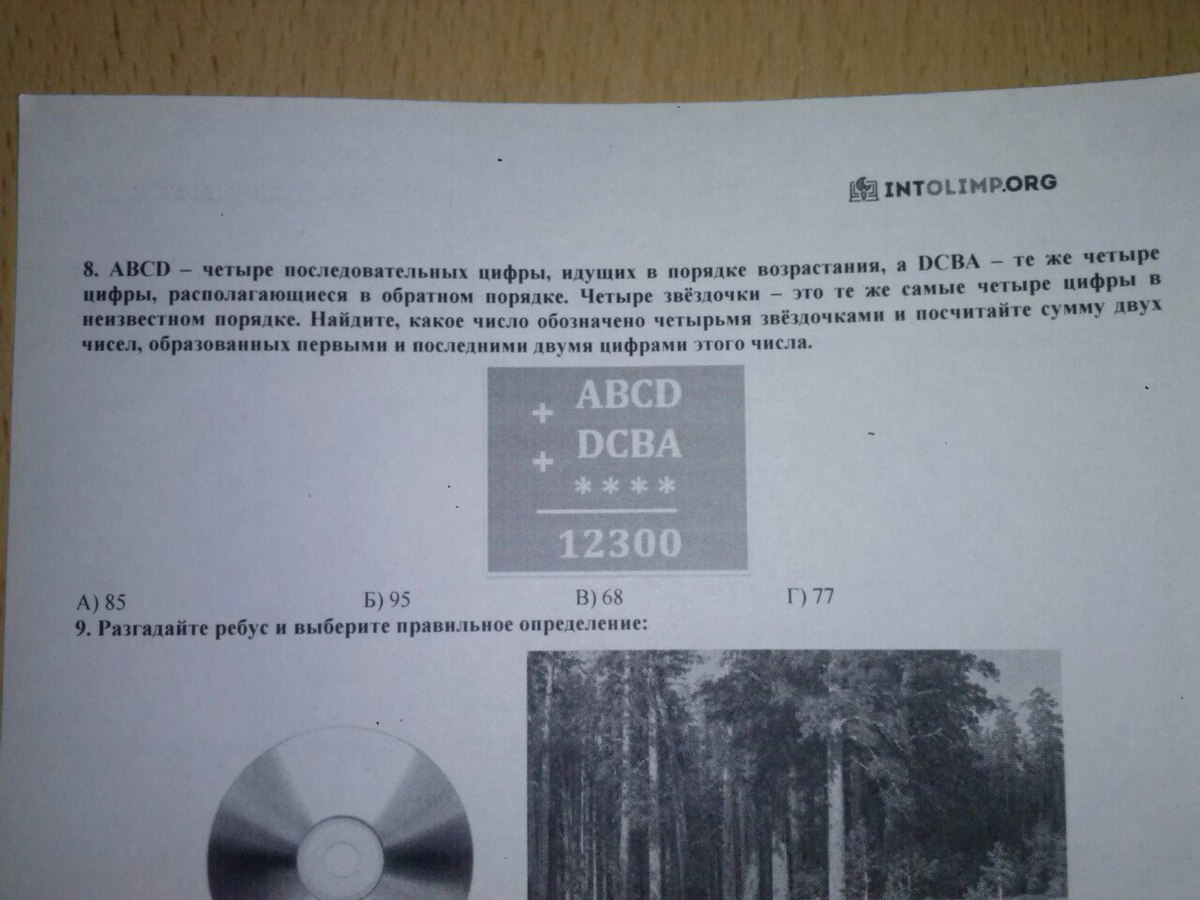 INTOLIMP.ORG
8. ABCD – четыре последовательных цифры, идущих в порядке возрастания, а DCBA – те же четыре
цифры, располагающиеся в обратном порядке. Четыре звёздочки – это те же самые четыре цифры в
неизвестном порядке. Найдите, какое число обозначено четырьмя звёздочками и посчитайте сумму двух
чисел, образованных первыми и последними двумя цифрами этого числа.
+ ABCD
+ DCBA
* * * *
12300
А) 85 Б) 95 В) 68 Г) 77
9. Разгадайте ребус и выберите правильное определение: